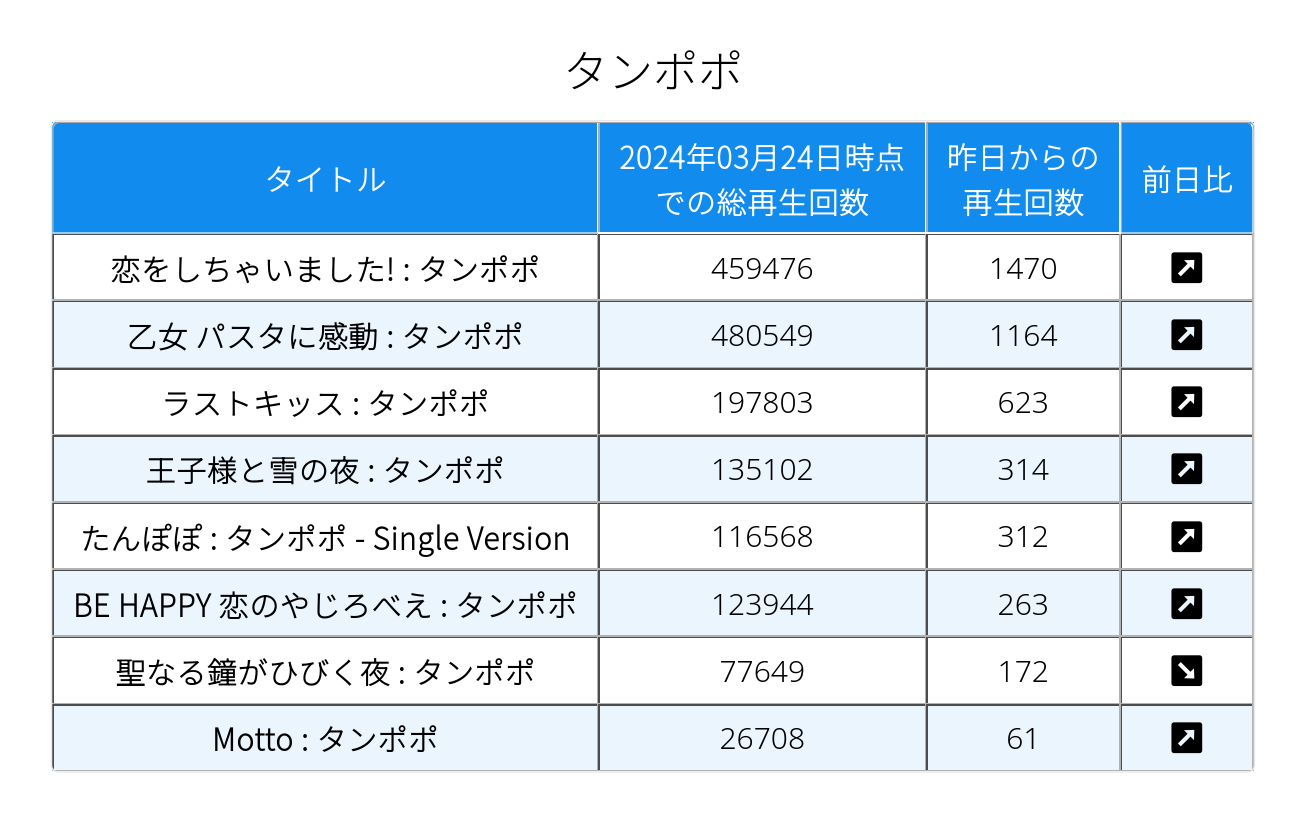 タンポポ
タイトル 2024年03月24日時点での総再生回数 昨日からの再生回数 前日比
恋をしちゃいました! : タンポポ 459476 1470 ↗
乙女 パスタに感動 : タンポポ 480549 1164 ↗
ラストキッス : タンポポ 197803 623 ↗
王子様と雪の夜 : タンポポ 135102 314 ↗
たんぽぽ : タンポポ - Single Version 116568 312 ↗
BE HAPPY 恋のやじろべえ : タンポポ 123944 263 ↗
聖なる鐘がひびく夜 : タンポポ 77649 172 ↘
Motto : タンポポ 26708 61 ↗